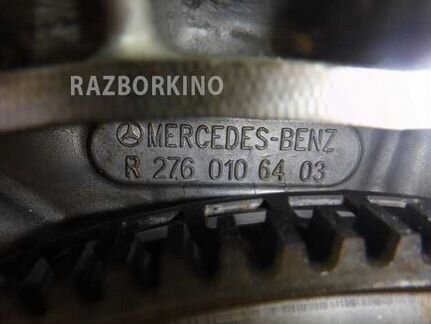 RAZBORKINO
MERCEDES-BENZ
R 276 010 64 03